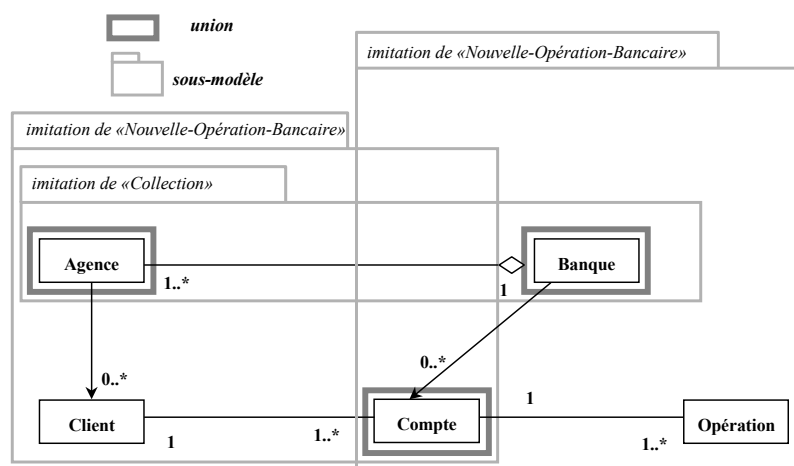 union
imitation de «Nouvelle-Opération-Bancaire»
sous-modèle
imitation de «Nouvelle-Opération-Bancaire»
imitation de «Collection»
Agence
Banque
1..*
1
0..*
0..*
Client
Compte
1
Opération
1
1..*
1..*